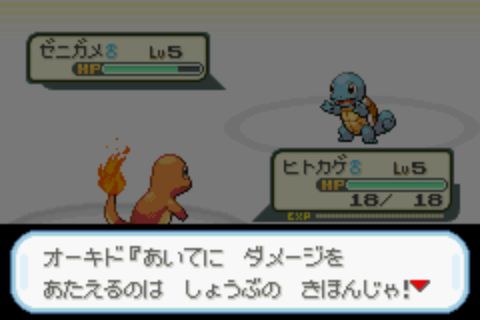 ゼニガメ♂ Lv5
HP
ヒトカゲ♂ Lv5
HP
18/ 18
EXP
オーキド『あいてに ダメージを
あたえるのは しょうぶの きほんじゃ!